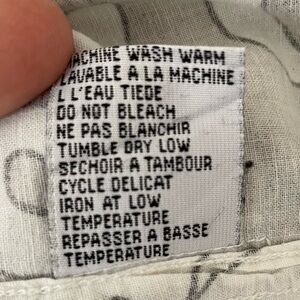 MACHINE WASH WARM
LAVABLE A LA MACHINE
L L'EAU TIEDE
DO NOT BLEACH
NE PAS BLANCHIR
TUMBLE DRY LOW
SECHOIR A TAMBOUR
CYCLE DELICAT
IRON AT LOW
TEMPERATURE
REPASSER A BASSE
TEMPERATURE